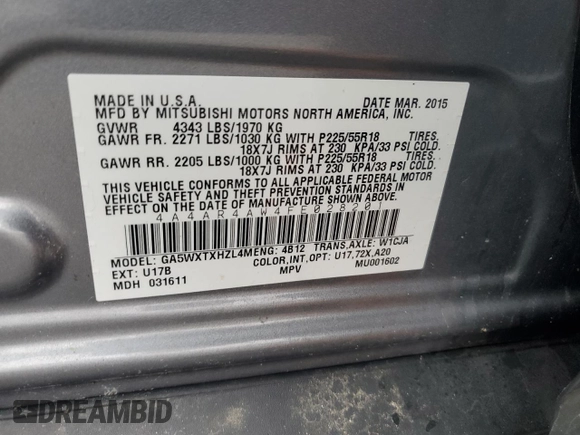 MADE IN U.S.A. DATE MAR. 2015
MFD BY MITSUBISHI MOTORS NORTH AMERICA, INC.
GVWR 4343 LBS/1970 KG
GAWR FR. 2271 LBS/1030 KG WITH P225/55R18 TIRES,
18X7J RIMS AT 230 KPA/33 PSI COLD.
GAWR RR. 2205 LBS/1000 KG WITH P225/55R18 TIRES,
18X7J RIMS AT 230 KPA/33 PSI COLD.
THIS VEHICLE CONFORMS TO ALL APPLICABLE FEDERAL MOTOR
VEHICLE SAFETY, BUMPER AND THEFT PREVENTION STANDARDS IN
EFFECT ON THE DATE OF MANUFACTURE SHOWN ABOVE.
4A4AR4AW4FE028201
MODEL: GA5WXTXHZL4M ENG: 4B12 TRANS,AXLE: W1CJA
EXT: U17B COLOR,INT,OPT: U17,72X,A20
MDH 031611 MPV MU001602
DREAMBID